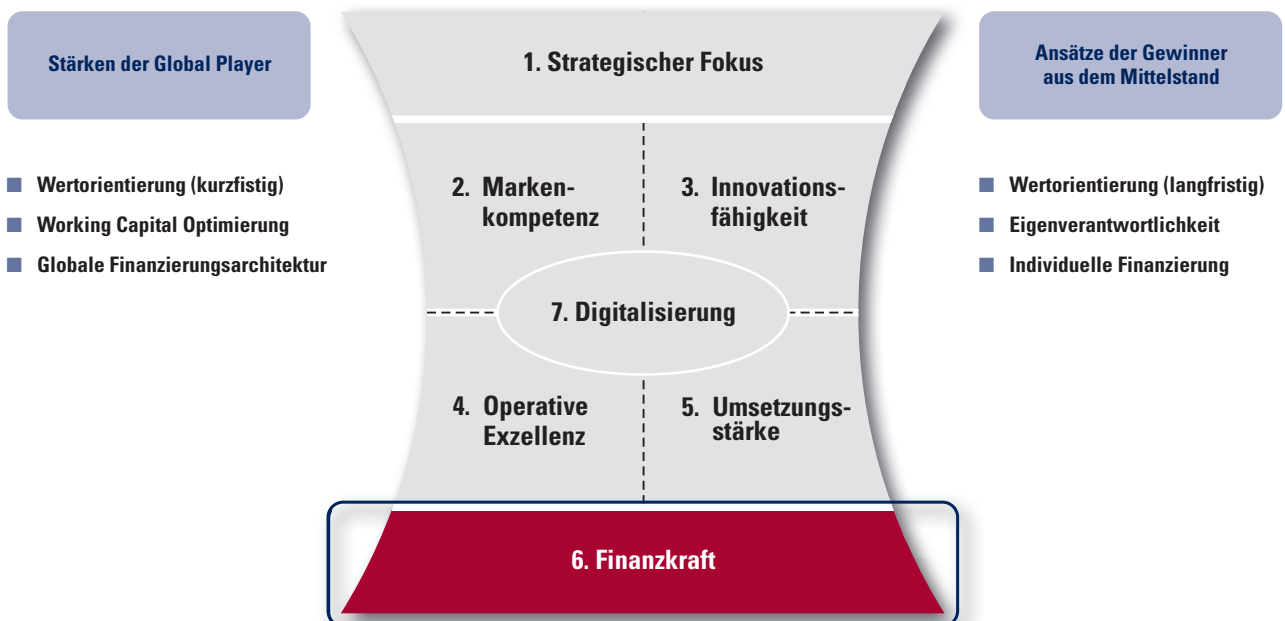 Stärken der Global Player
Wertorientierung (kurzfistig)
Working Capital Optimierung
Globale Finanzierungsarchitektur
1. Strategischer Fokus
2. Marken-
kompetenz
3. Innovations-
fähigkeit
7. Digitalisierung
4. Operative
Exzellenz
5. Umsetzungs-
stärke
6. Finanzkraft
Ansätze der Gewinner
aus dem Mittelstand
Wertorientierung (langfristig)
Eigenverantwortlichkeit
Individuelle Finanzierung